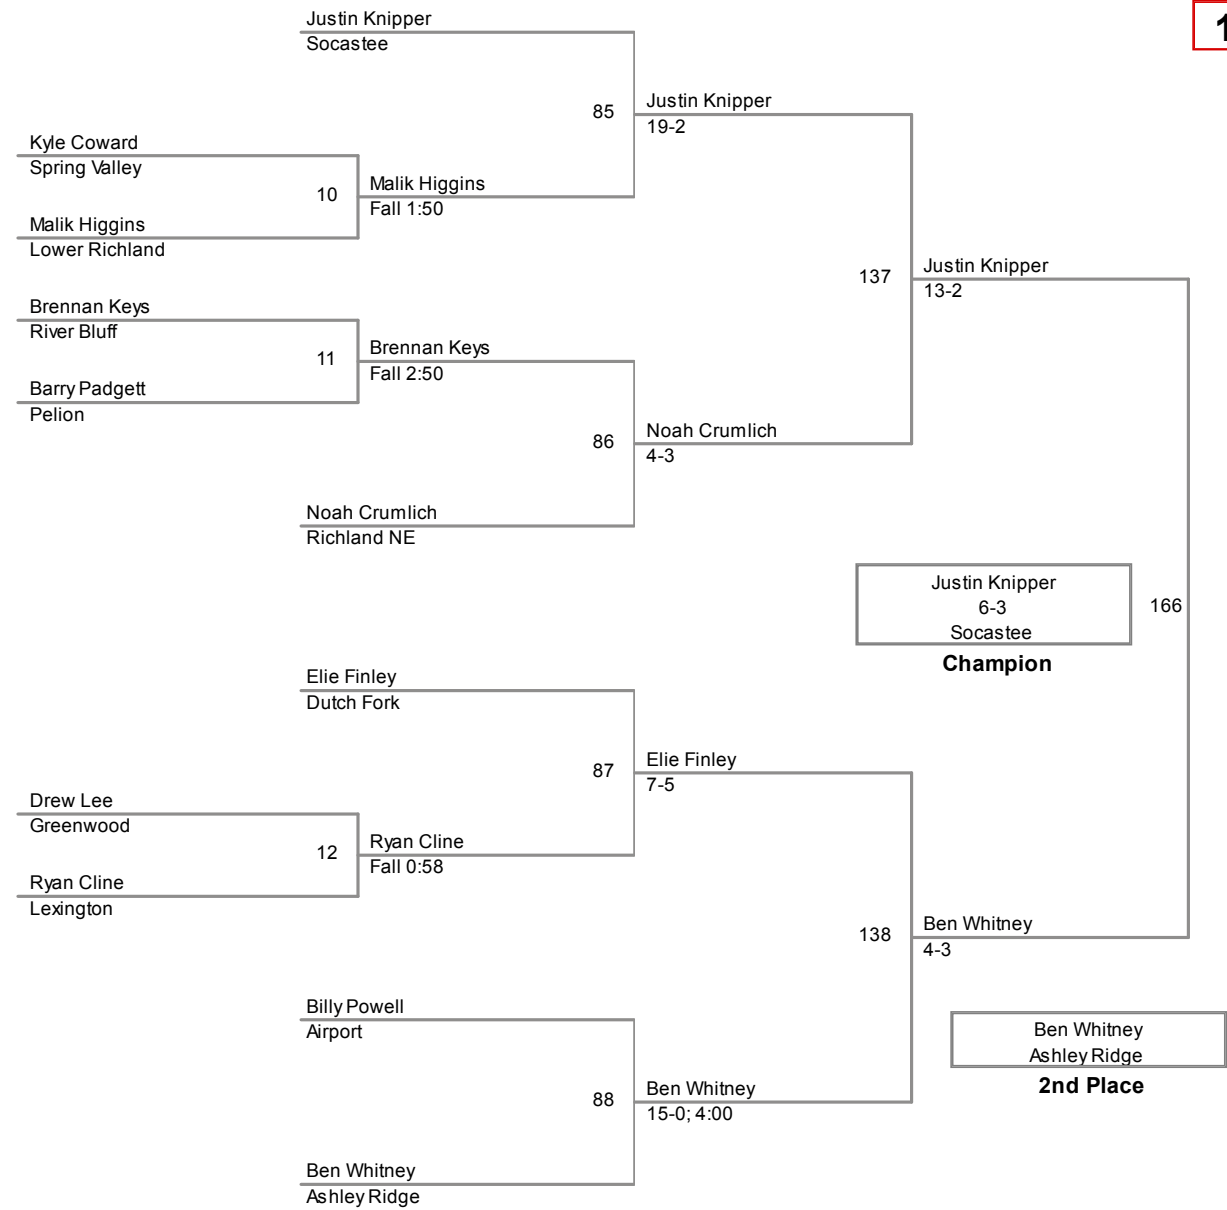 Justin Knipper
Socastee
1
85
Justin Knipper
19-2
Kyle Coward
Spring Valley
10
Malik Higgins
Fall 1:50
Malik Higgins
Lower Richland
137
Justin Knipper
13-2
Brennan Keys
River Bluff
11
Brennan Keys
Fall 2:50
Barry Padgett
Pelion
86
Noah Crumlich
4-3
Noah Crumlich
Richland NE
Justin Knipper
6-3
Socastee
Champion
166
Elie Finley
Dutch Fork
87
Elie Finley
7-5
Drew Lee
Greenwood
12
Ryan Cline
Fall 0:58
Ryan Cline
Lexington
138
Ben Whitney
4-3
Billy Powell
Airport
Ben Whitney
Ashley Ridge
2nd Place
88
Ben Whitney
15-0; 4:00
Ben Whitney
Ashley Ridge